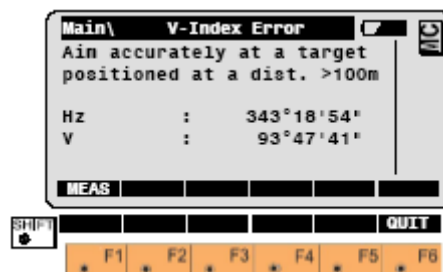 Main\ V-Index Error MC
Aim accurately at a target
positioned at a dist. >100m
Hz : 343°18'54"
V : 93°47'41"
MEAS
SHIFT QUIT
F1 F2 F3 F4 F5 F6